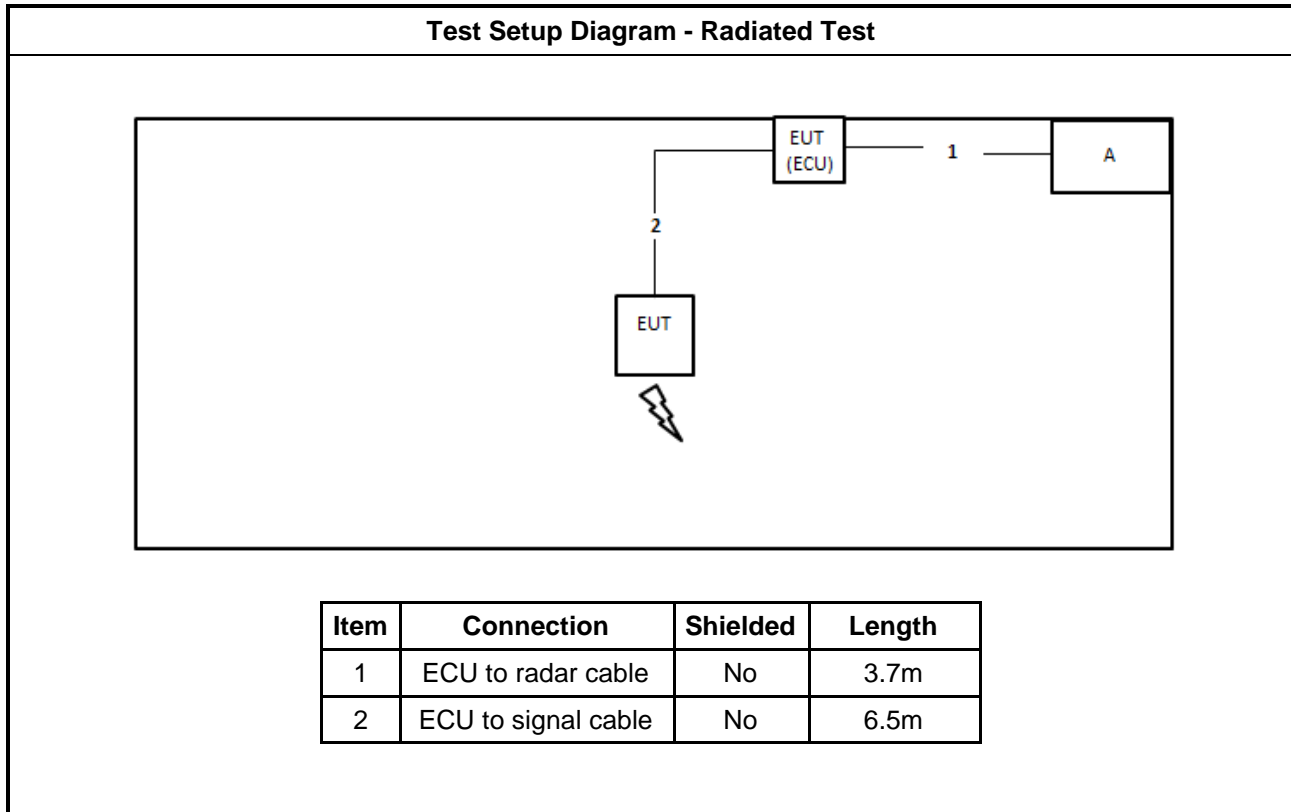 Test Setup Diagram - Radiated Test
EUT
(ECU)
1
A
2
EUT
Item Connection Shielded Length
1 ECU to radar cable No 3.7m
2 ECU to signal cable No 6.5m